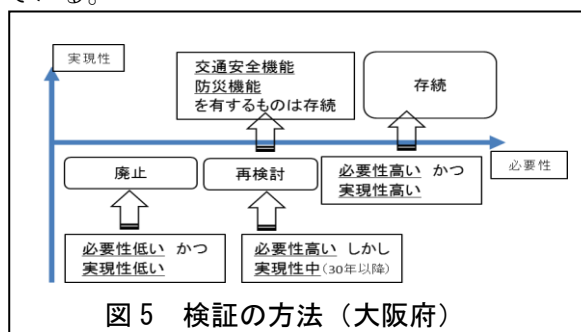 ている。
実現性
交通安全機能
防災機能
を有するものは存続
存続
必要性
廃止
再検討
必要性高い かつ
実現性高い
必要性低い かつ
実現性低い
必要性高い しかし
実現性中(30年以降)
図5 検証の方法（大阪府）